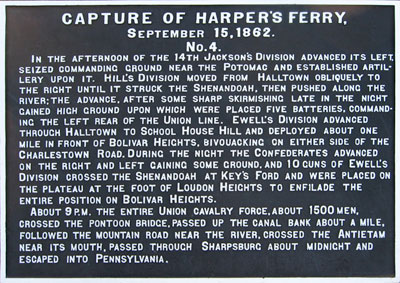 CAPTURE OF HARPER'S FERRY,
SEPTEMBER 15, 1862.
No. 4.
IN THE AFTERNOON OF THE 14TH JACKSON'S DIVISION ADVANCED ITS LEFT,
SEIZED COMMANDING GROUND NEAR THE POTOMAC AND ESTABLISHED ARTIL-
LERY UPON IT. HILL'S DIVISION MOVED FROM HALLTOWN OBLIQUELY TO
THE RIGHT UNTIL IT STRUCK THE SHENANDOAH, THEN PUSHED ALONG THE
RIVER; THE ADVANCE, AFTER SOME SHARP SKIRMISHING LATE IN THE NIGHT
GAINED HIGH GROUND UPON WHICH WERE PLACED FIVE BATTERIES, COMMAND-
ING THE LEFT REAR OF THE UNION LINE. EWELL'S DIVISION ADVANCED
THROUGH HALLTOWN TO SCHOOL HOUSE HILL AND DEPLOYED ABOUT ONE
MILE IN FRONT OF BOLIVAR HEIGHTS, BIVOUACKING ON EITHER SIDE OF THE
CHARLESTOWN ROAD. DURING THE NIGHT THE CONFEDERATES ADVANCED
ON THE RIGHT AND LEFT GAINING SOME GROUND, AND 10 GUNS OF EWELL'S
DIVISION CROSSED THE SHENANDOAH AT KEY'S FORD AND WERE PLACED ON
THE PLATEAU AT THE FOOT OF LOUDON HEIGHTS TO ENFILADE THE
ENTIRE POSITION ON BOLIVAR HEIGHTS.
ABOUT 9 P.M. THE ENTIRE UNION CAVALRY FORCE, ABOUT 1500 MEN,
CROSSED THE PONTOON BRIDGE, PASSED UP THE CANAL BANK ABOUT A MILE,
FOLLOWED THE MOUNTAIN ROAD NEAR THE RIVER, CROSSED THE ANTIETAM
NEAR ITS MOUTH, PASSED THROUGH SHARPSBURG ABOUT MIDNIGHT AND
ESCAPED INTO PENNSYLVANIA.